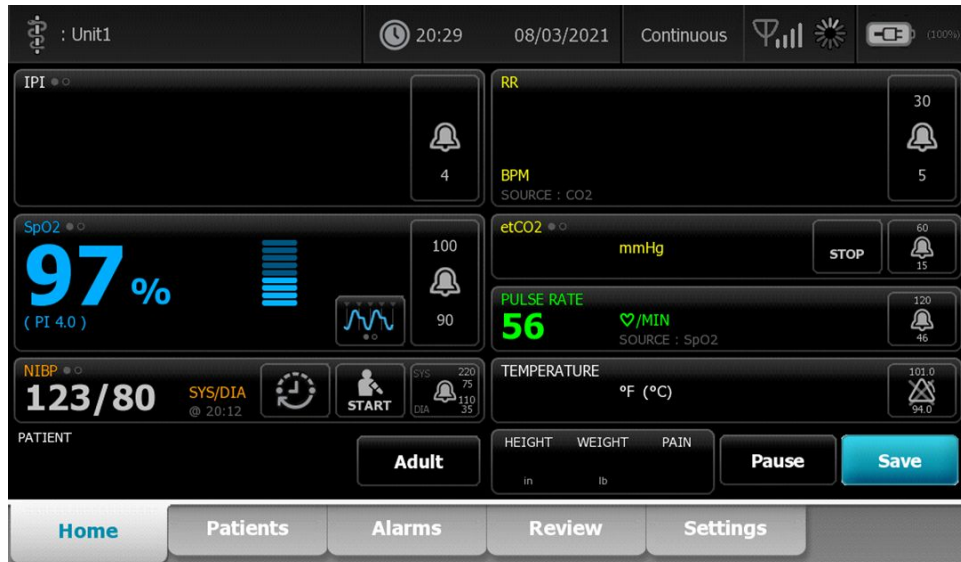 : Unit1
20:29
08/03/2021
Continuous
(100%)
IPI
4
RR
BPM
SOURCE : CO2
30
5
SpO2
97 %
( PI 4.0 )
100
90
etCO2
mmHg
STOP
60
15
PULSE RATE
56 /MIN
SOURCE : SpO2
120
46
NIBP
123/80
SYS/DIA
@ 20:12
START
SYS 220
75
110
DIA 35
TEMPERATURE
°F (°C)
101.0
94.0
PATIENT
Adult
HEIGHT WEIGHT PAIN
in lb
Pause
Save
Home
Patients
Alarms
Review
Settings